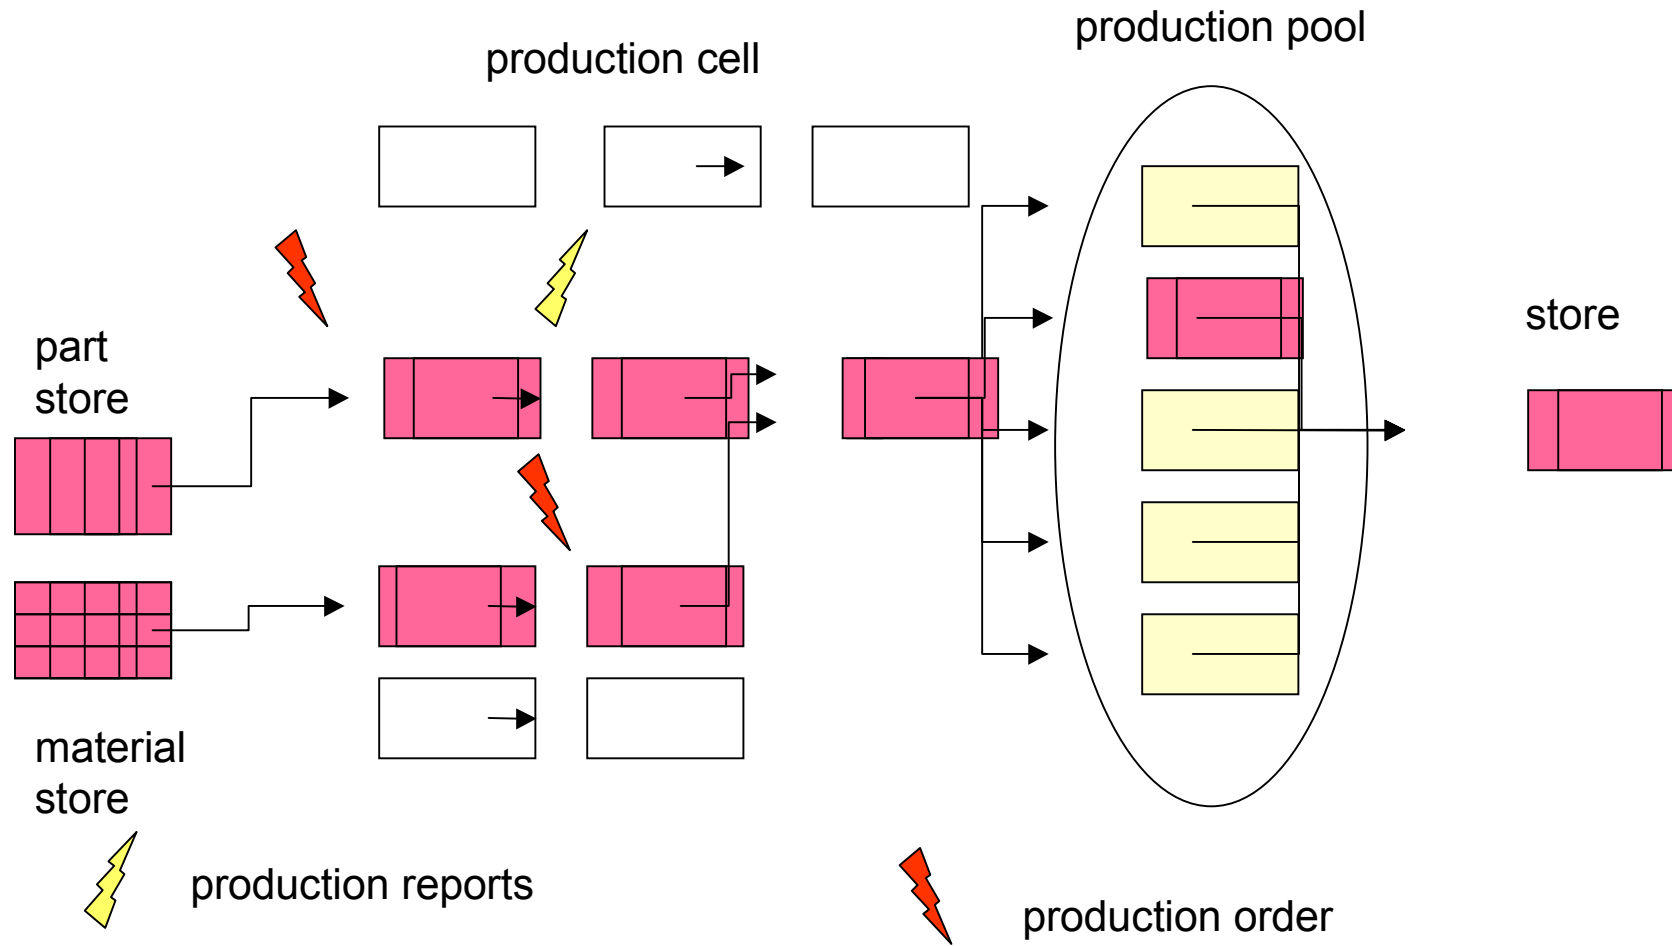 production pool
production cell
store
part
store
material
store
production reports
production order